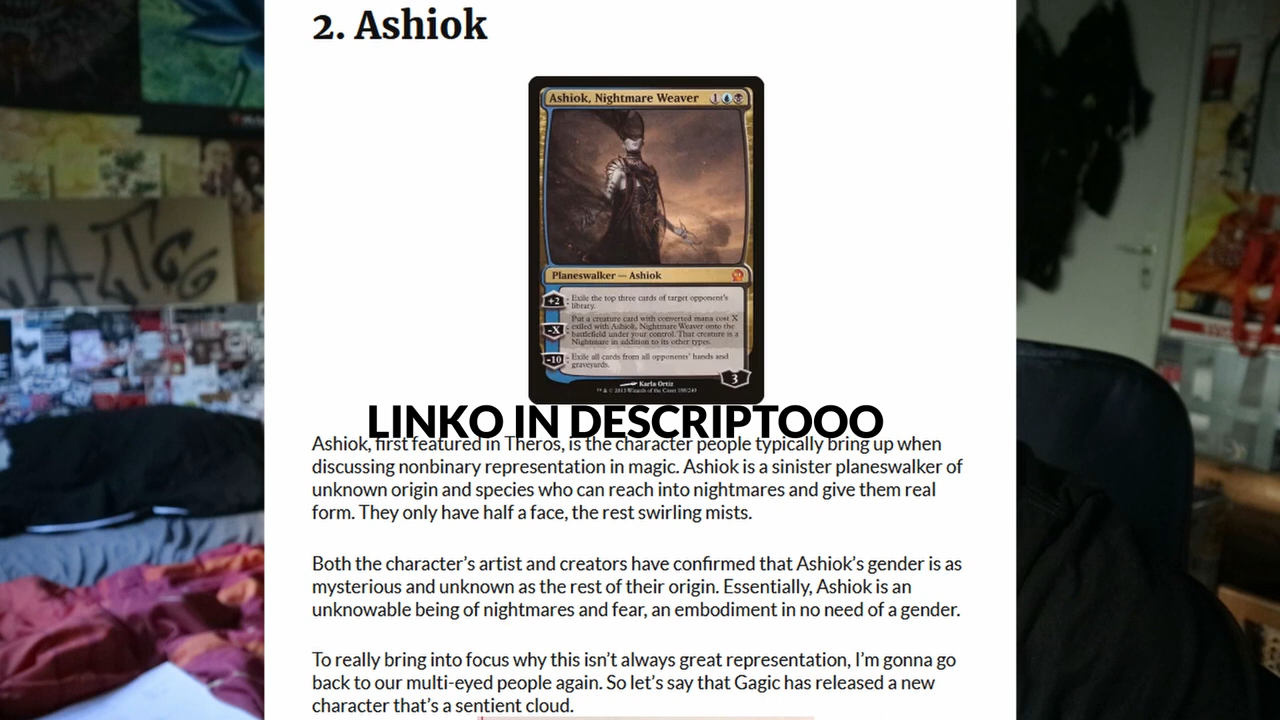 2. Ashiok
Ashiok, Nightmare Weaver 1
Planeswalker — Ashiok
+2 : Exile the top three cards of target opponent's
library.
Put a creature card with converted mana cost X
-X : exiled with Ashiok, Nightmare Weaver onto the
battlefield under your control. That creature is a
Nightmare in addition to its other types.
-10 : Exile all cards from all opponents' hands and
graveyards.
3
Karla Ortiz
™ & © 2013 Wizards of the Coast 188/249
LINKO IN DESCRIPTOOO
Ashiok, first featured in Theros, is the character people typically bring up when
discussing nonbinary representation in magic. Ashiok is a sinister planeswalker of
unknown origin and species who can reach into nightmares and give them real
form. They only have half a face, the rest swirling mists.
Both the character's artist and creators have confirmed that Ashiok's gender is as
mysterious and unknown as the rest of their origin. Essentially, Ashiok is an
unknowable being of nightmares and fear, an embodiment in no need of a gender.
To really bring into focus why this isn't always great representation, I'm gonna go
back to our multi-eyed people again. So let's say that Gagic has released a new
character that's a sentient cloud.